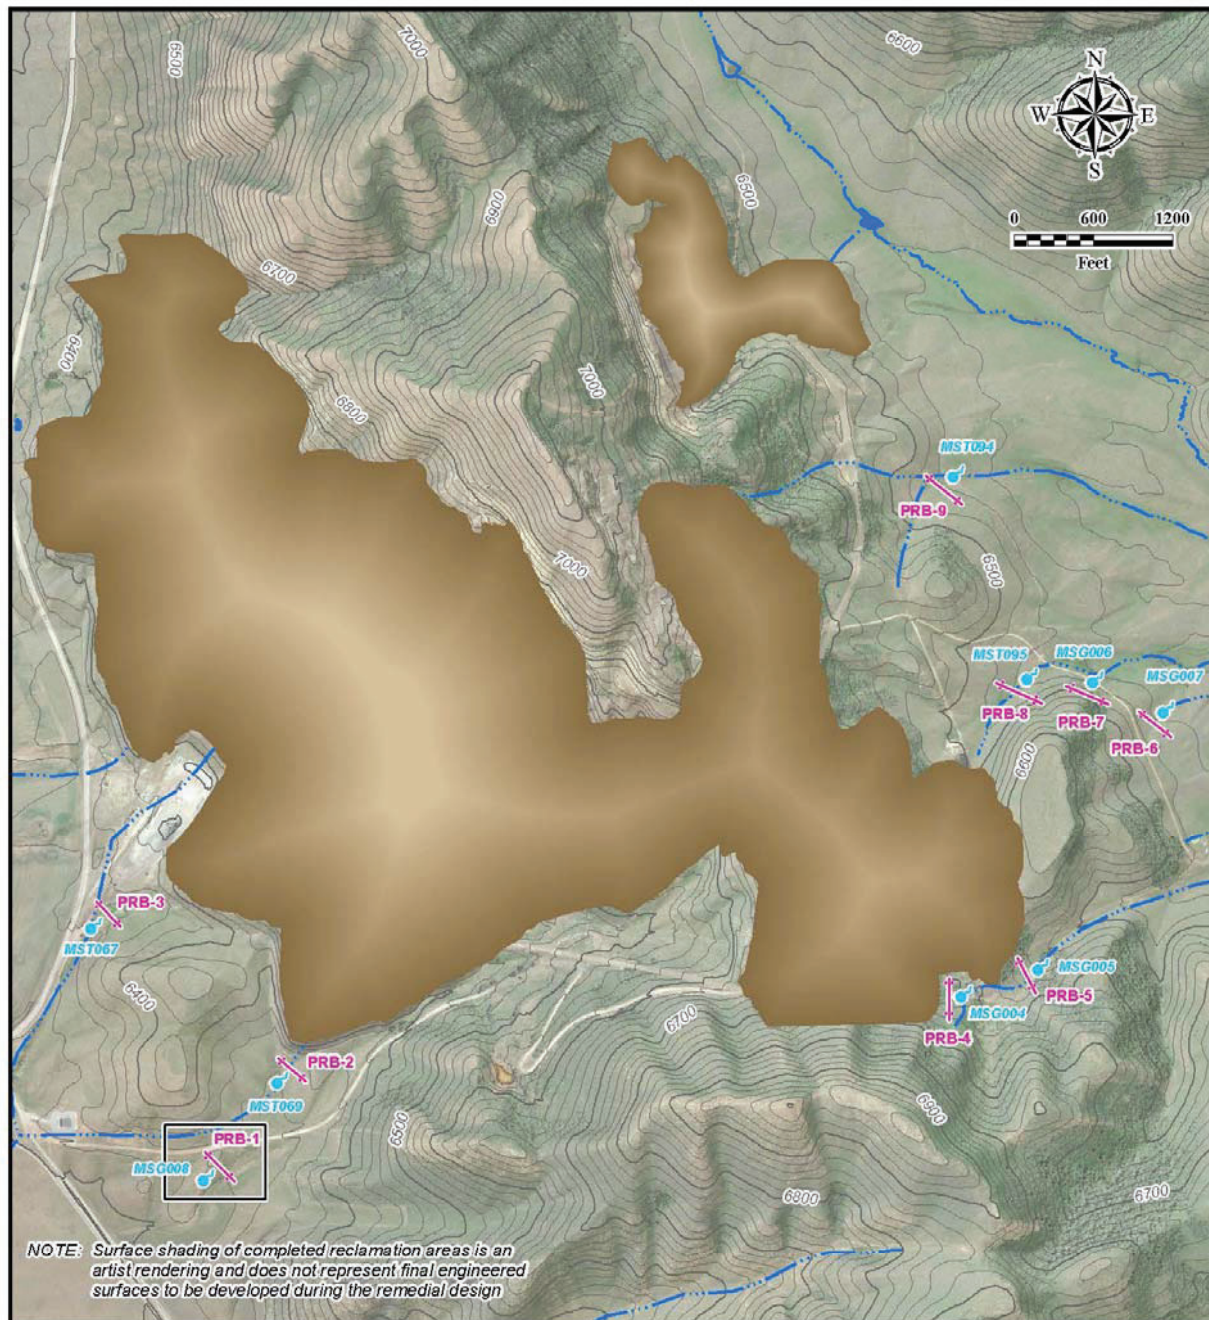 7000
6600
6500
N
W E
S
6500
6900
0 600 1200
Feet
6700
6400
7000
6800
MST094
PRB-9
7000
6500
MST095
MSG006
MSG007
PRB-8
PRB-7
PRB-6
6600
PRB-3
MST067
MSG005
6400
MSG004
PRB-5
6700
PRB-4
PRB-2
MST069
6900
6500
PRB-1
MSG008
6800
6700
NOTE: Surface shading of completed reclamation areas is an
artist rendering and does not represent final engineered
surfaces to be developed during the remedial design